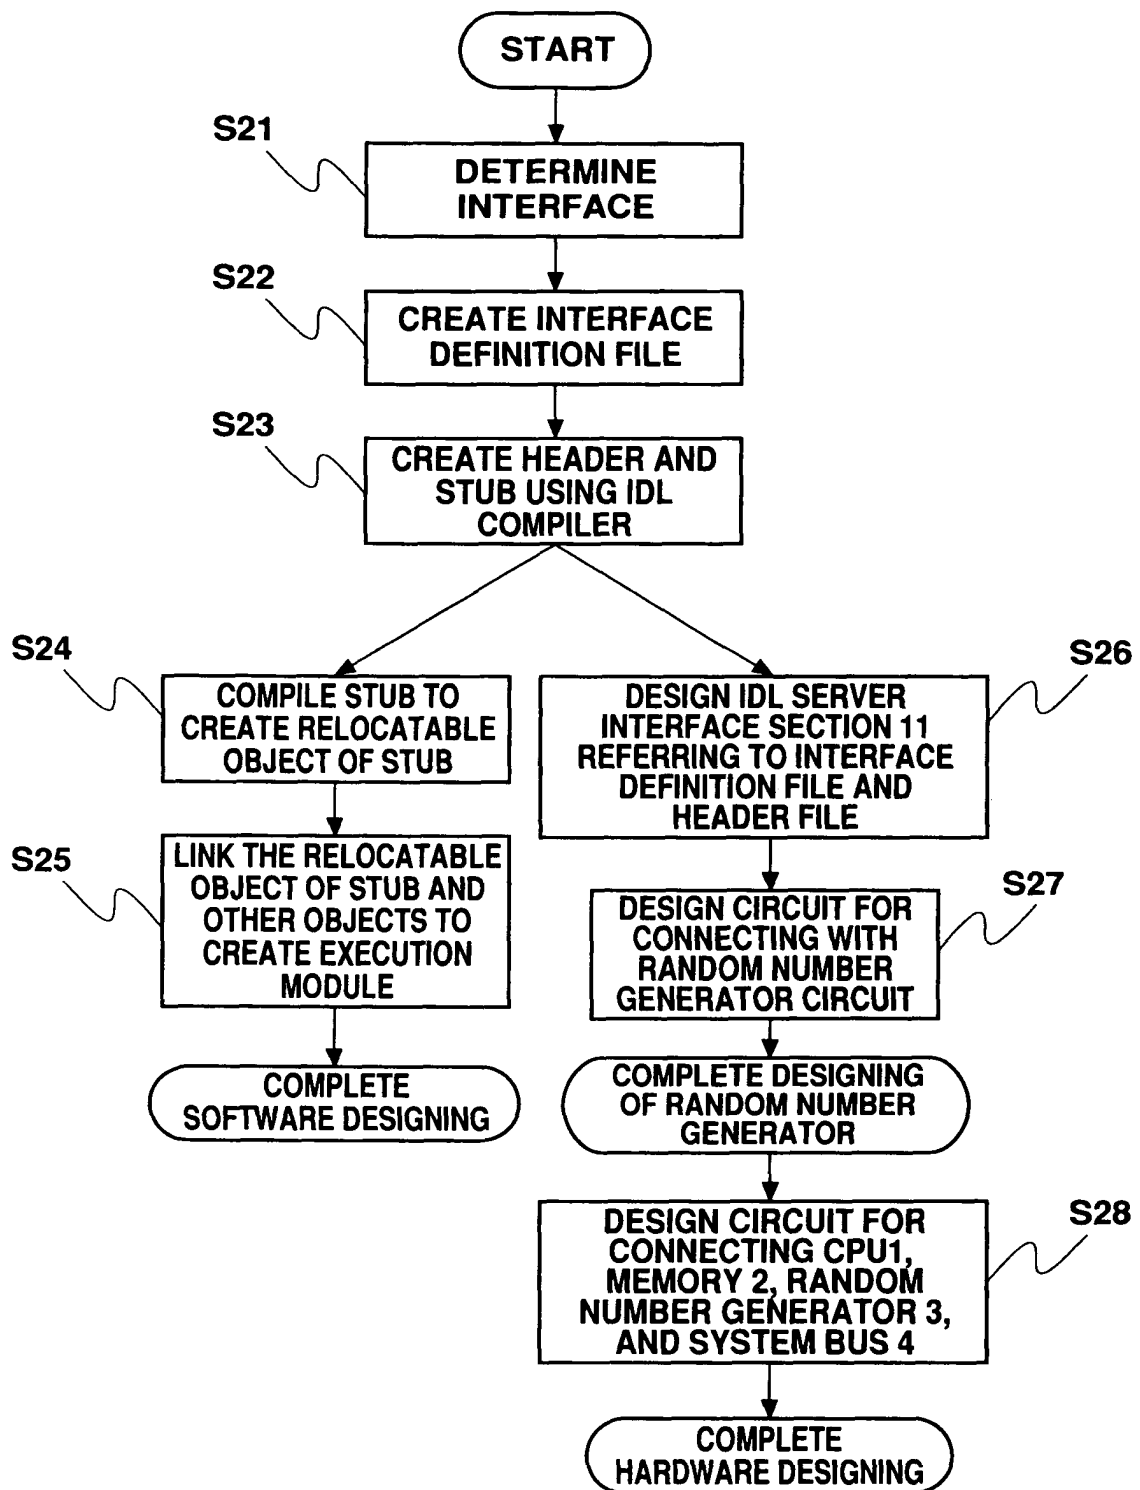 START
S21
DETERMINE
INTERFACE
S22
CREATE INTERFACE
DEFINITION FILE
S23
CREATE HEADER AND
STUB USING IDL
COMPILER
S24
COMPILE STUB TO
CREATE RELOCATABLE
OBJECT OF STUB
S25
LINK THE RELOCATABLE
OBJECT OF STUB AND
OTHER OBJECTS TO
CREATE EXECUTION
MODULE
COMPLETE
SOFTWARE DESIGNING
S26
DESIGN IDL SERVER
INTERFACE SECTION 11
REFERRING TO INTERFACE
DEFINITION FILE AND
HEADER FILE
S27
DESIGN CIRCUIT FOR
CONNECTING WITH
RANDOM NUMBER
GENERATOR CIRCUIT
COMPLETE DESIGNING
OF RANDOM NUMBER
GENERATOR
S28
DESIGN CIRCUIT FOR
CONNECTING CPU1,
MEMORY 2, RANDOM
NUMBER GENERATOR 3,
AND SYSTEM BUS 4
COMPLETE
HARDWARE DESIGNING